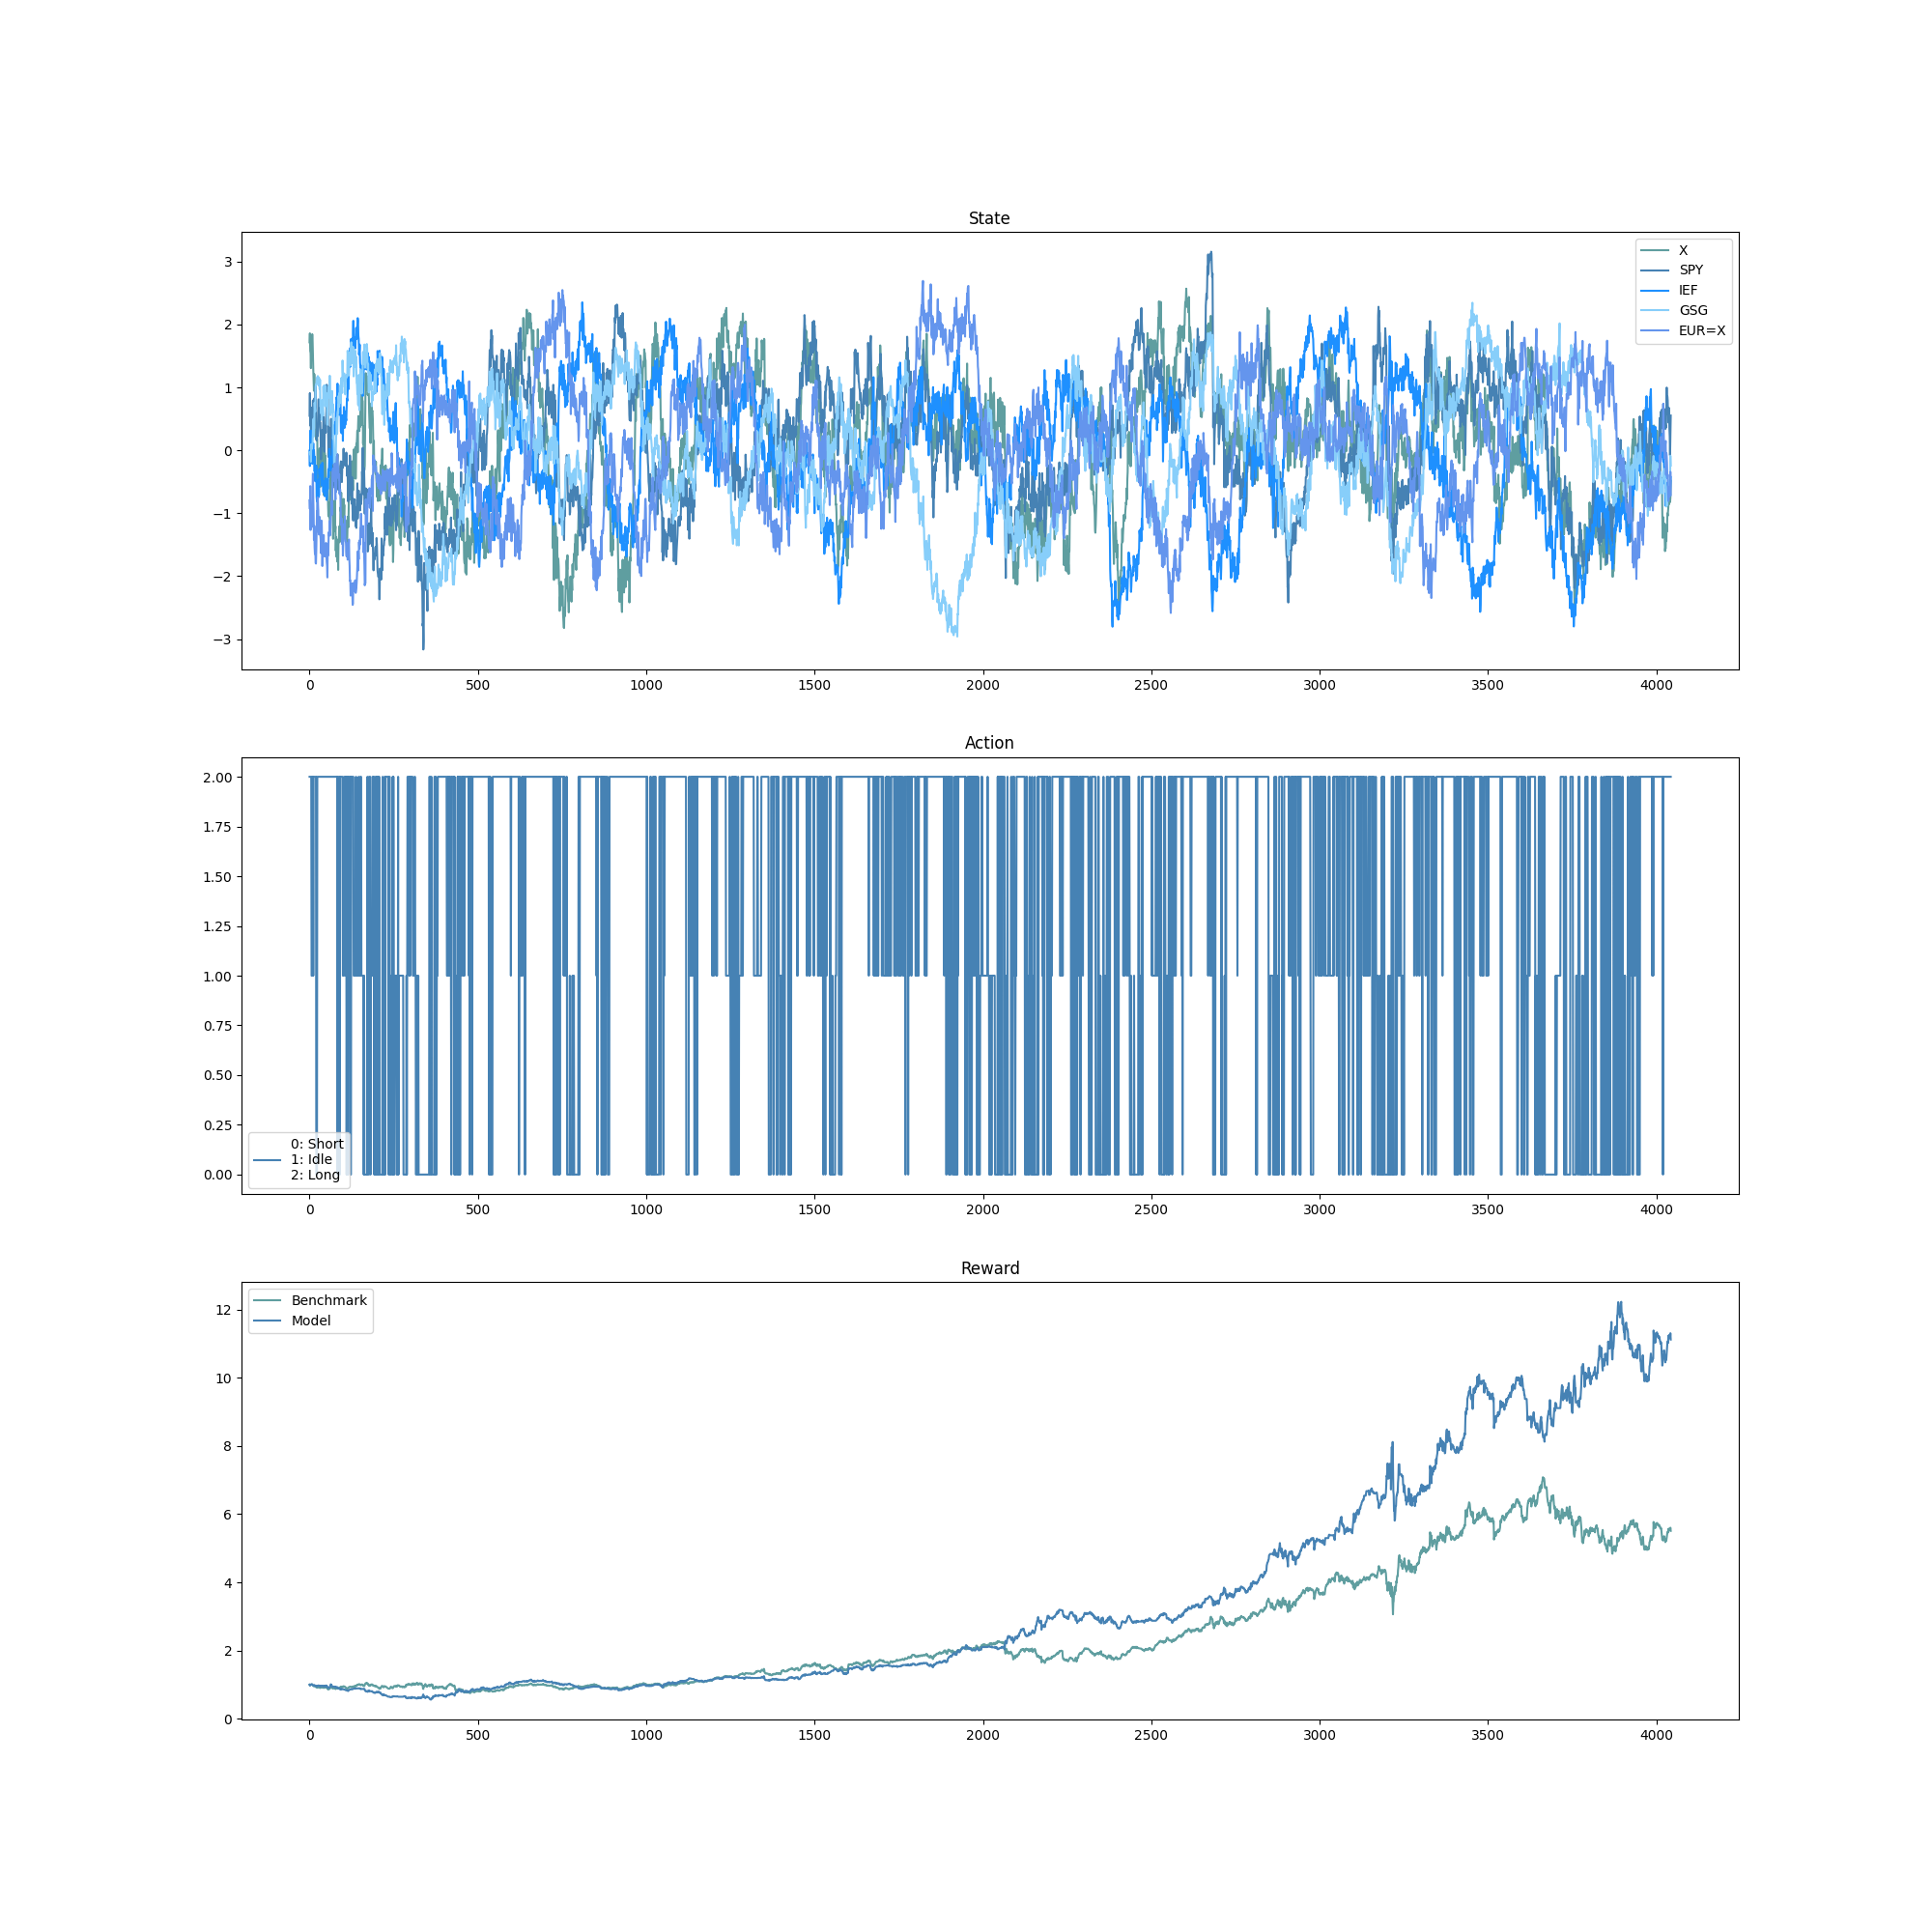 State
3
2
1
0
−1
−2
−3
X
SPY
IEF
GSG
EUR=X
0 500 1000 1500 2000 2500 3000 3500 4000
Action
2.00
1.75
1.50
1.25
1.00
0.75
0.50
0.25
0.00
0: Short
1: Idle
2: Long
0 500 1000 1500 2000 2500 3000 3500 4000
Reward
Benchmark
Model
12
10
8
6
4
2
0
0 500 1000 1500 2000 2500 3000 3500 4000